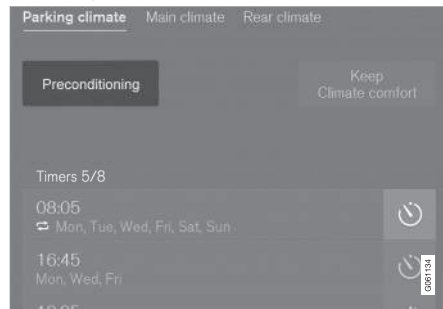 Parking climate Main climate Rear climate
Preconditioning
Keep
Climate comfort
Timers 5/8
08:05
Mon, Tue, Wed, Fri, Sat, Sun
16:45
Mon, Wed, Fri
G061134